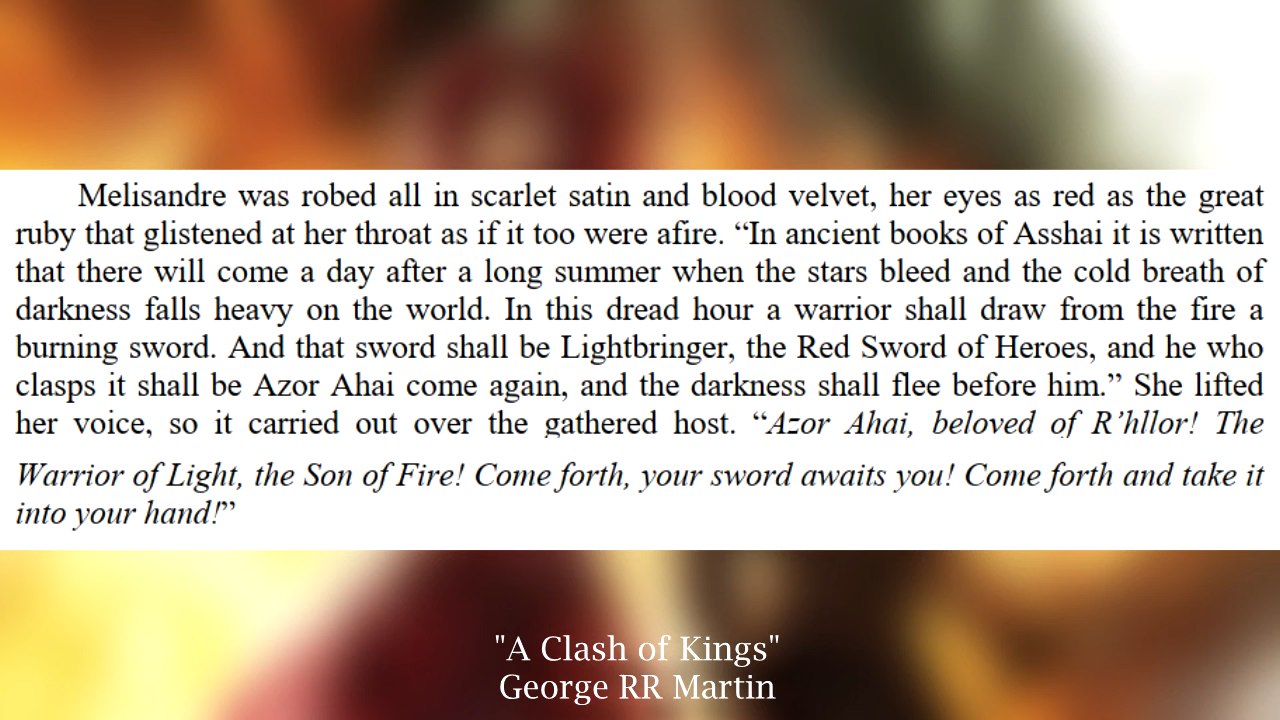 Melisandre was robed all in scarlet satin and blood velvet, her eyes as red as the great
ruby that glistened at her throat as if it too were afire. “In ancient books of Asshai it is written
that there will come a day after a long summer when the stars bleed and the cold breath of
darkness falls heavy on the world. In this dread hour a warrior shall draw from the fire a
burning sword. And that sword shall be Lightbringer, the Red Sword of Heroes, and he who
clasps it shall be Azor Ahai come again, and the darkness shall flee before him.” She lifted
her voice, so it carried out over the gathered host. “Azor Ahai, beloved of R’hllor! The
Warrior of Light, the Son of Fire! Come forth, your sword awaits you! Come forth and take it
into your hand!”
"A Clash of Kings"
George RR Martin